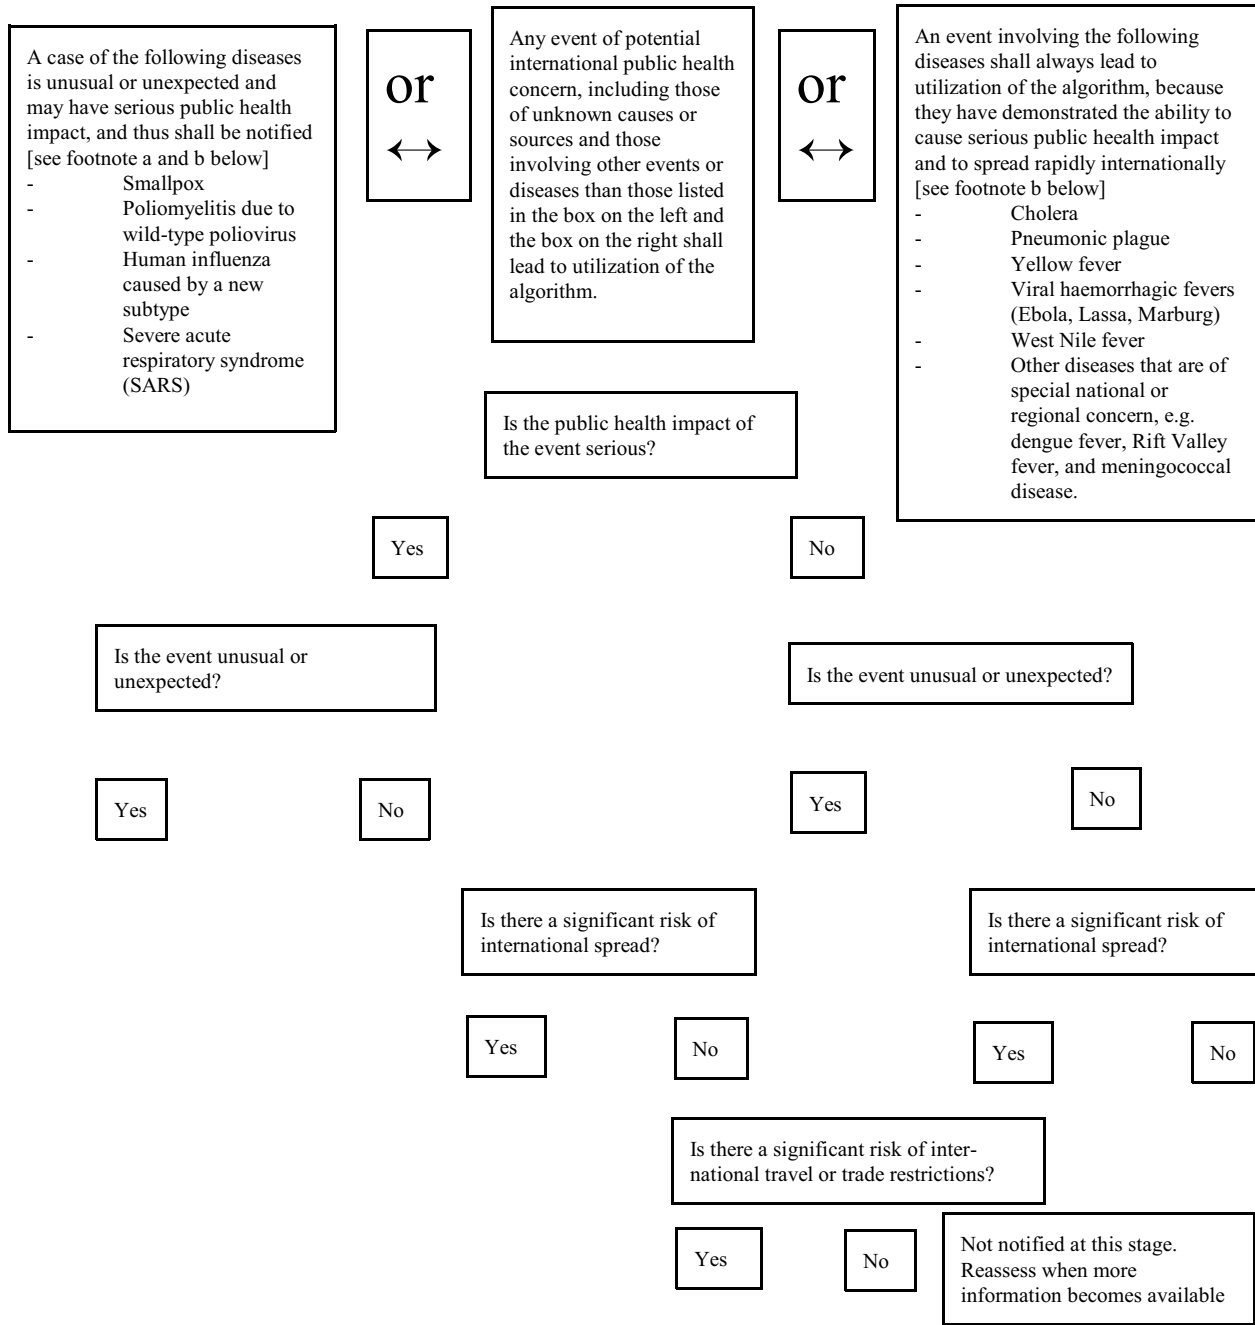 A case of the following diseases
is unusual or unexpected and
may have serious public health
impact, and thus shall be notified
[see footnote a and b below]
- Smallpox
- Poliomyelitis due to
wild-type poliovirus
- Human influenza
caused by a new
subtype
- Severe acute
respiratory syndrome
(SARS)
or
↔
Any event of potential
international public health
concern, including those
of unknown causes or
sources and those
involving other events or
diseases than those listed
in the box on the left and
the box on the right shall
lead to utilization of the
algorithm.
or
↔
An event involving the following
diseases shall always lead to
utilization of the algorithm, because
they have demonstrated the ability to
cause serious public heealth impact
and to spread rapidly internationally
[see footnote b below]
- Cholera
- Pneumonic plague
- Yellow fever
- Viral haemorrhagic fevers
(Ebola, Lassa, Marburg)
- West Nile fever
- Other diseases that are of
special national or
regional concern, e.g.
dengue fever, Rift Valley
fever, and meningococcal
disease.
Is the public health impact of
the event serious?
Yes
No
Is the event unusual or
unexpected?
Is the event unusual or unexpected?
Yes
No
Yes
No
Is there a significant risk of
international spread?
Is there a significant risk of
international spread?
Yes
No
Yes
No
Is there a significant risk of inter-
national travel or trade restrictions?
Yes
No
Not notified at this stage.
Reassess when more
information becomes available